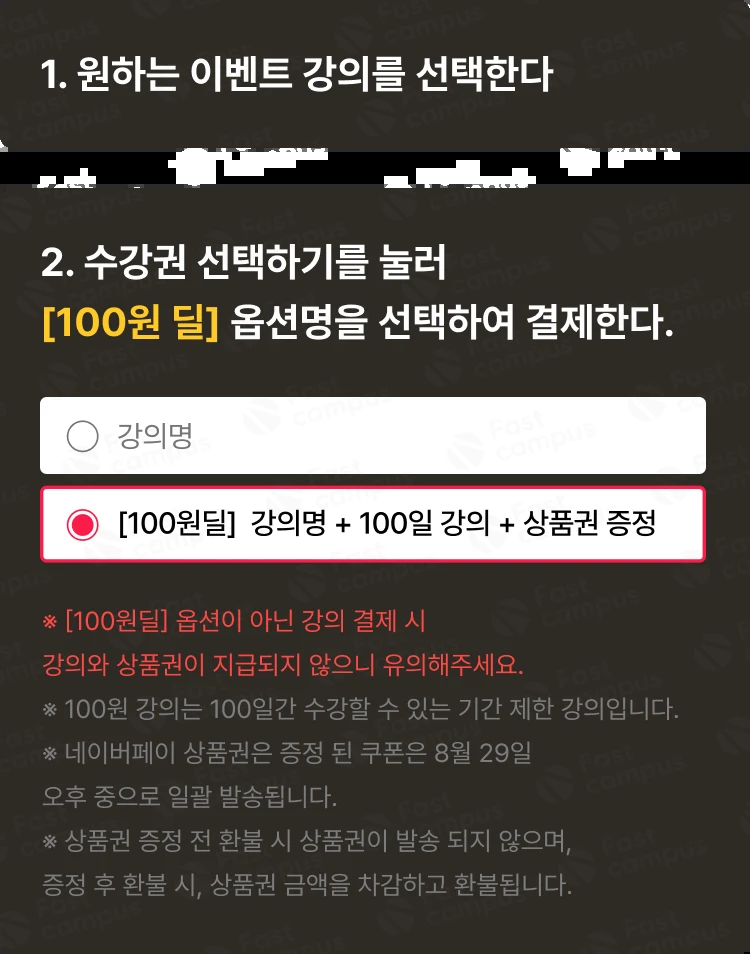 1. 원하는 이벤트 강의를 선택한다
2. 수강권 선택하기를 눌러
[100원 딜] 옵션명을 선택하여 결제한다.
강의명
[100원딜] 강의명 + 100일 강의 + 상품권 증정
※ [100원딜] 옵션이 아닌 강의 결제 시
강의와 상품권이 지급되지 않으니 유의해주세요.
※ 100원 강의는 100일간 수강할 수 있는 기간 제한 강의입니다.
※ 네이버페이 상품권은 증정 된 쿠폰은 8월 29일
오후 중으로 일괄 발송됩니다.
※ 상품권 증정 전 환불 시 상품권이 발송 되지 않으며,
증정 후 환불 시, 상품권 금액을 차감하고 환불됩니다.
Fast campus